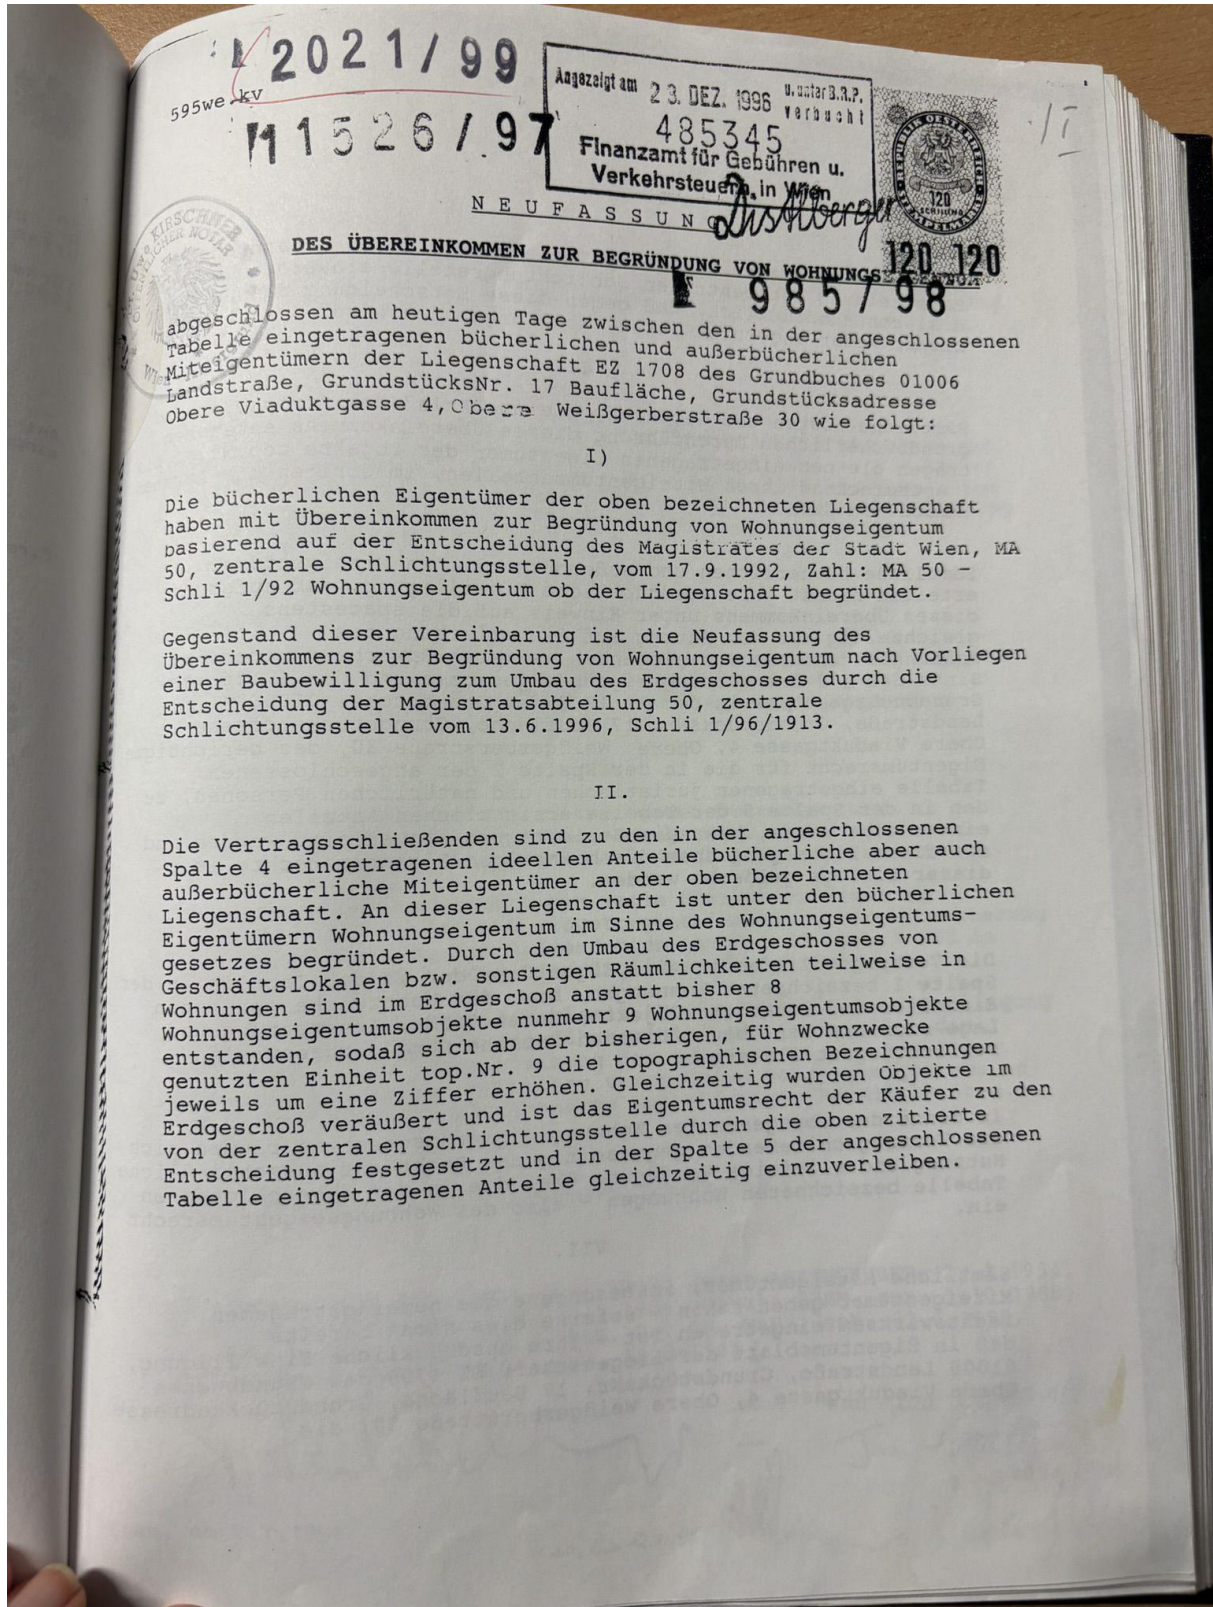 12021/99
595we.kv
11526/97
Angezeigt am 23. DEZ. 1996 u. unter B.R.P. verbucht
485345
Finanzamt für Gebühren u.
Verkehrsteuern in Wien
REPUBLIK OESTERREICH
120
SCHILLING
120 120
NEUFASSUNG
DES ÜBEREINKOMMEN ZUR BEGRÜNDUNG VON WOHNUNGSEIGENTUM
985/98
KIRSCHNER
abgeschlossen am heutigen Tage zwischen den in der angeschlossenen
Tabelle eingetragenen bücherlichen und außerbücherlichen
Miteigentümern der Liegenschaft EZ 1708 des Grundbuches 01006
Landstraße, GrundstücksNr. 17 Baufläche, Grundstücksadresse
Obere Viaduktgasse 4, Obere Weißgerberstraße 30 wie folgt:
I)
Die bücherlichen Eigentümer der oben bezeichneten Liegenschaft
haben mit Übereinkommen zur Begründung von Wohnungseigentum
basierend auf der Entscheidung des Magistrates der Stadt Wien, MA
50, zentrale Schlichtungsstelle, vom 17.9.1992, Zahl: MA 50 -
Schli 1/92 Wohnungseigentum ob der Liegenschaft begründet.
Gegenstand dieser Vereinbarung ist die Neufassung des
Übereinkommens zur Begründung von Wohnungseigentum nach Vorliegen
einer Baubewilligung zum Umbau des Erdgeschosses durch die
Entscheidung der Magistratsabteilung 50, zentrale
Schlichtungsstelle vom 13.6.1996, Schli 1/96/1913.
II.
Die Vertragsschließenden sind zu den in der angeschlossenen
Spalte 4 eingetragenen ideellen Anteile bücherliche aber auch
außerbücherliche Miteigentümer an der oben bezeichneten
Liegenschaft. An dieser Liegenschaft ist unter den bücherlichen
Eigentümern Wohnungseigentum im Sinne des Wohnungseigentums-
gesetzes begründet. Durch den Umbau des Erdgeschosses von
Geschäftslokalen bzw. sonstigen Räumlichkeiten teilweise in
Wohnungen sind im Erdgeschoß anstatt bisher 8
Wohnungseigentumsobjekte nunmehr 9 Wohnungseigentumsobjekte
entstanden, sodaß sich ab der bisherigen, für Wohnzwecke
genutzten Einheit top.Nr. 9 die topographischen Bezeichnungen
jeweils um eine Ziffer erhöhen. Gleichzeitig wurden Objekte im
Erdgeschoß veräußert und ist das Eigentumsrecht der Käufer zu den
von der zentralen Schlichtungsstelle durch die oben zitierte
Entscheidung festgesetzt und in der Spalte 5 der angeschlossenen
Tabelle eingetragenen Anteile gleichzeitig einzuverleiben.